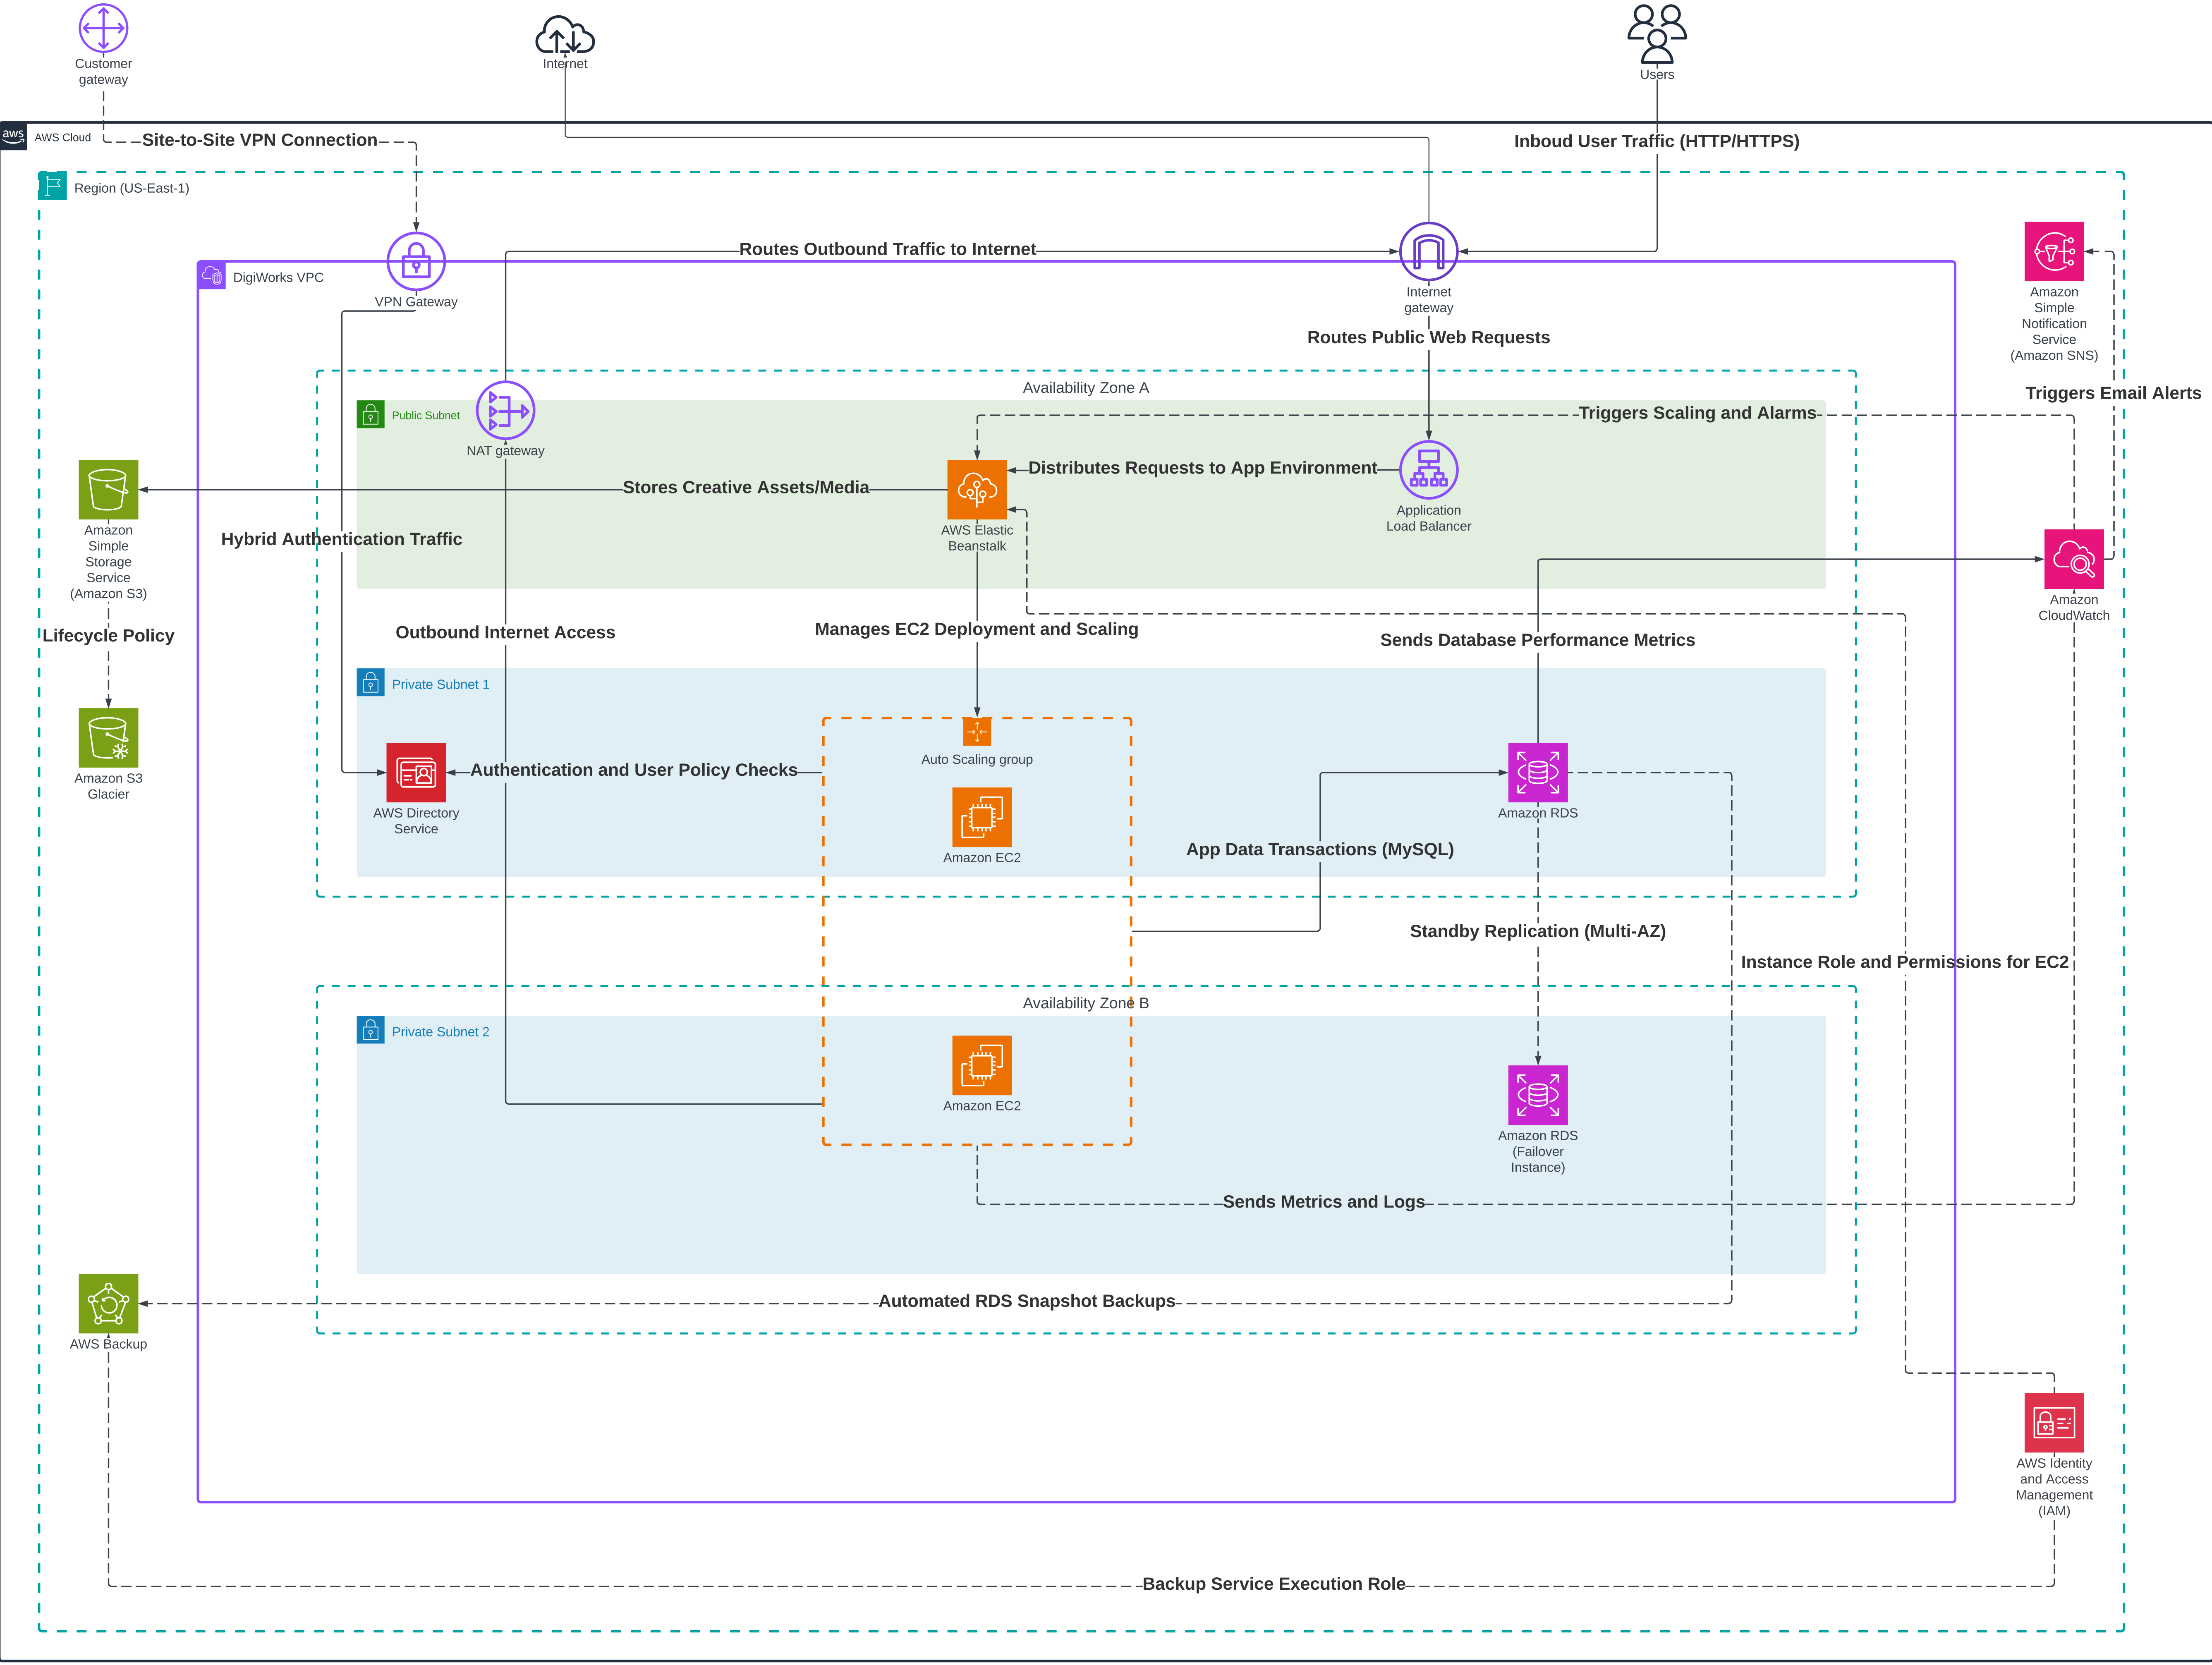 Customer
gateway
Internet
Users
aws
AWS Cloud
Site-to-Site VPN Connection
Inboud User Traffic (HTTP/HTTPS)
Region (US-East-1)
Routes Outbound Traffic to Internet
DigiWorks VPC
VPN Gateway
Internet
gateway
Amazon
Simple
Notification
Service
(Amazon SNS)
Routes Public Web Requests
Availability Zone A
Triggers Email Alerts
Public Subnet
Triggers Scaling and Alarms
NAT gateway
Distributes Requests to App Environment
Stores Creative Assets/Media
Application
Load Balancer
Amazon
Simple
Storage
Service
(Amazon S3)
AWS Elastic
Beanstalk
Hybrid Authentication Traffic
Amazon
CloudWatch
Lifecycle Policy
Outbound Internet Access
Manages EC2 Deployment and Scaling
Sends Database Performance Metrics
Private Subnet 1
Auto Scaling group
Authentication and User Policy Checks
Amazon S3
Glacier
AWS Directory
Service
Amazon RDS
Amazon EC2
App Data Transactions (MySQL)
Standby Replication (Multi-AZ)
Instance Role and Permissions for EC2
Availability Zone B
Private Subnet 2
Amazon EC2
Amazon RDS
(Failover
Instance)
Sends Metrics and Logs
Automated RDS Snapshot Backups
AWS Backup
AWS Identity
and Access
Management
(IAM)
Backup Service Execution Role